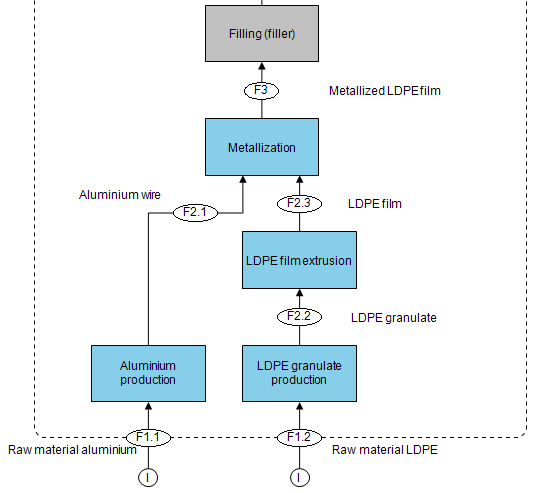 Filling (filler)
F3
Metallized LDPE film
Metallization
Aluminium wire
F2.1
F2.3
LDPE film
LDPE film extrusion
F2.2
LDPE granulate
Aluminium
production
LDPE granulate
production
F1.1
F1.2
Raw material aluminium
Raw material LDPE
I
I